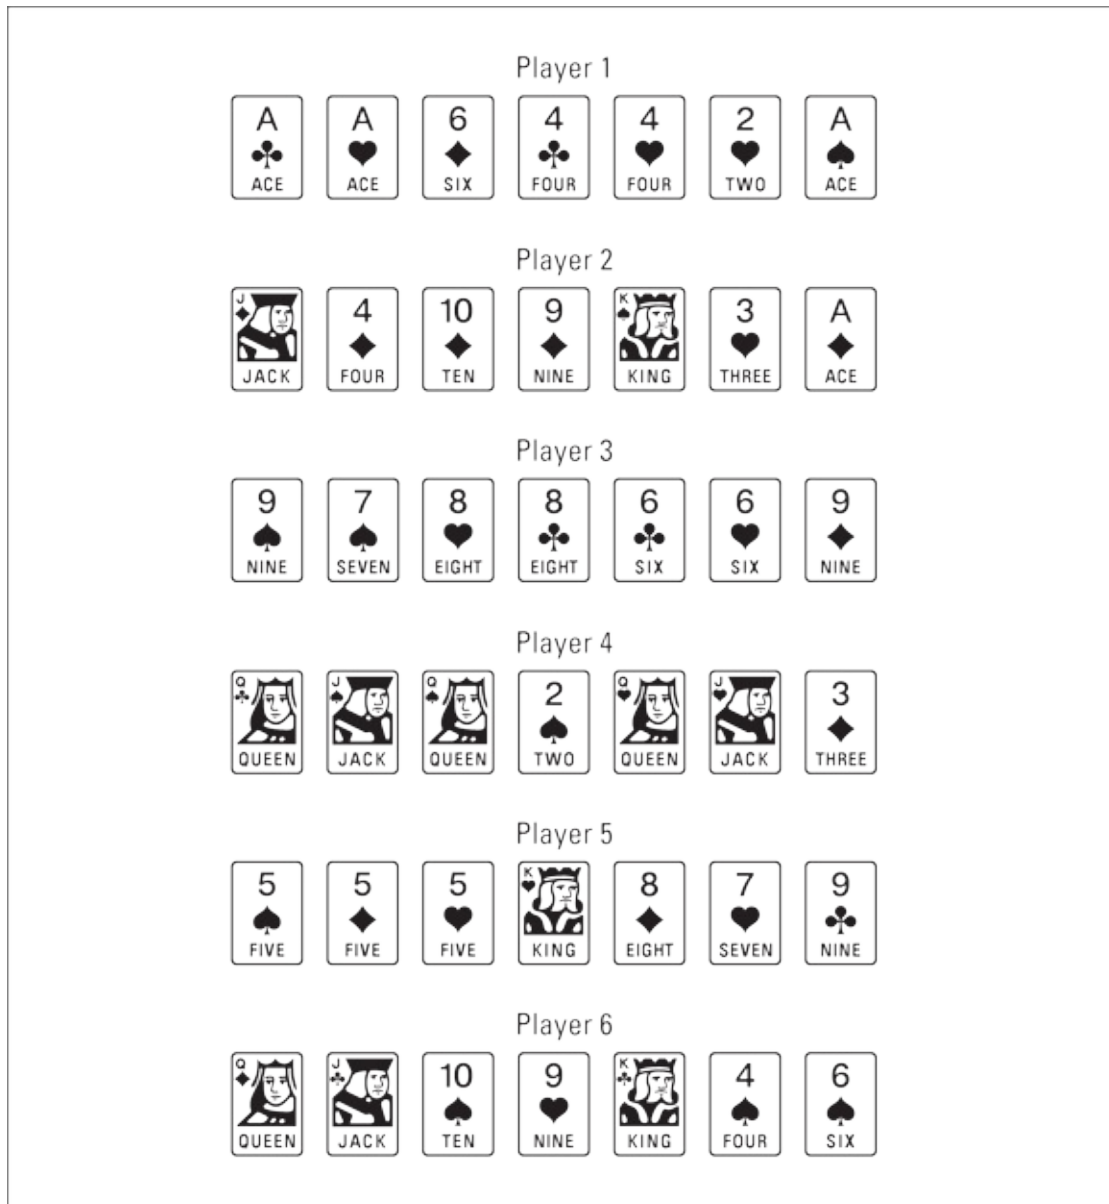 Player 1
A A 6 4 4 2 A
ACE ACE SIX FOUR FOUR TWO ACE
Player 2
J 4 10 9 K 3 A
JACK FOUR TEN NINE KING THREE ACE
Player 3
9 7 8 8 6 6 9
NINE SEVEN EIGHT EIGHT SIX SIX NINE
Player 4
Q J Q 2 Q J 3
QUEEN JACK QUEEN TWO QUEEN JACK THREE
Player 5
5 5 5 K 8 7 9
FIVE FIVE FIVE KING EIGHT SEVEN NINE
Player 6
Q J 10 9 K 4 6
QUEEN JACK TEN NINE KING FOUR SIX